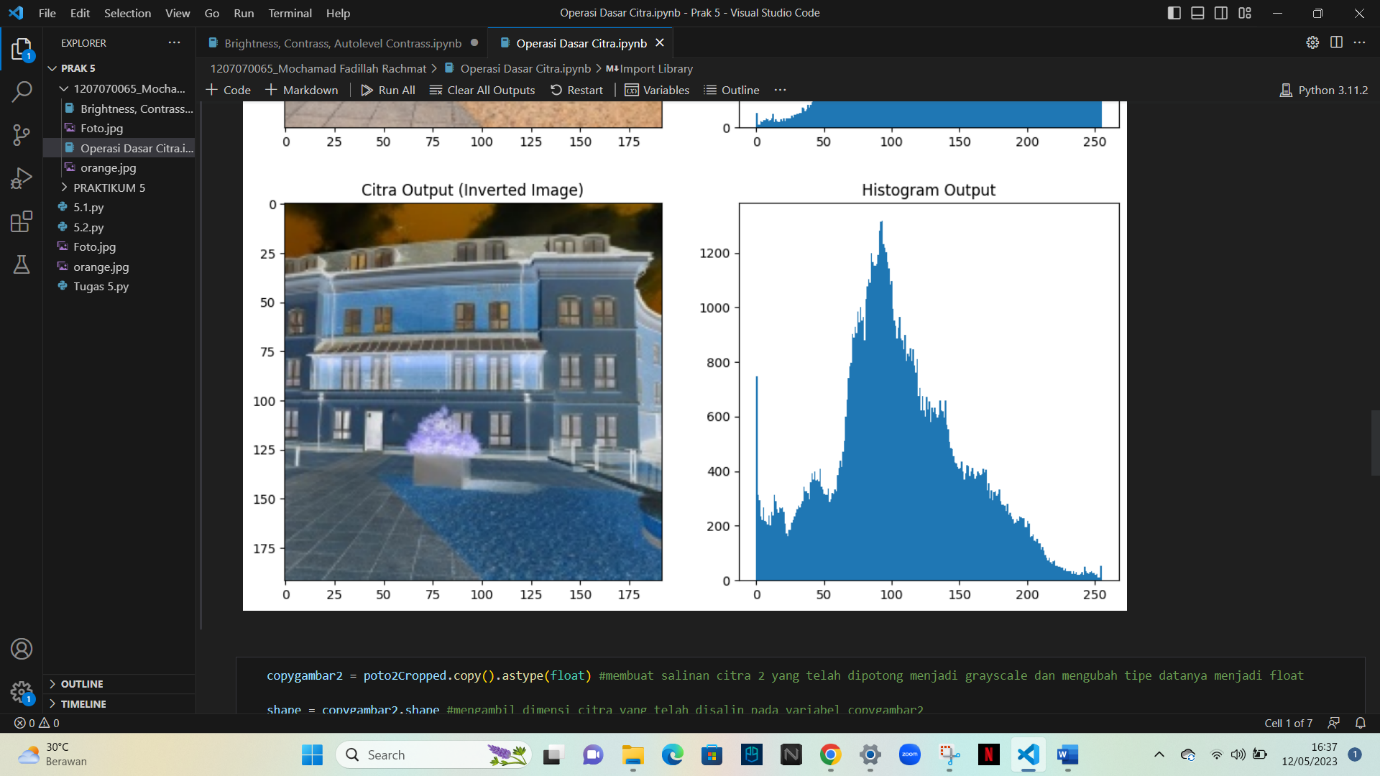 File Edit Selection View Go Run Terminal Help
Operasi Dasar Citra.ipynb - Prak 5 - Visual Studio Code
EXPLORER
Brightness, Contrass, Autolevel Contrass.ipynb
Operasi Dasar Citra.ipynb
PRAK 5
1207070065_Mochamad Fadillah Rachmat > Operasi Dasar Citra.ipynb > M↓Import Library
1207070065_Mocha...
Code Markdown Run All Clear All Outputs Restart Variables Outline ...
Python 3.11.2
Brightness, Contrass...
Foto.jpg
Operasi Dasar Citra.i...
orange.jpg
PRAKTIKUM 5
5.1.py
5.2.py
Foto.jpg
orange.jpg
Tugas 5.py
0
0 25 50 75 100 125 150 175
0 50 100 150 200 250
Citra Output (Inverted Image)
0
25
50
75
100
125
150
175
0 25 50 75 100 125 150 175
Histogram Output
1200
1000
800
600
400
200
0
0 50 100 150 200 250
copygambar2 = poto2Cropped.copy().astype(float) #membuat salinan citra 2 yang telah dipotong menjadi grayscale dan mengubah tipe datanya menjadi float
shape = copygambar2.shape #mengambil dimensi citra yang telah disalin pada variabel copygambar2
OUTLINE
TIMELINE
1
1
0 0
Cell 1 of 7
30°C
Berawan
Search
zoom
N
W
16:37
12/05/2023
1